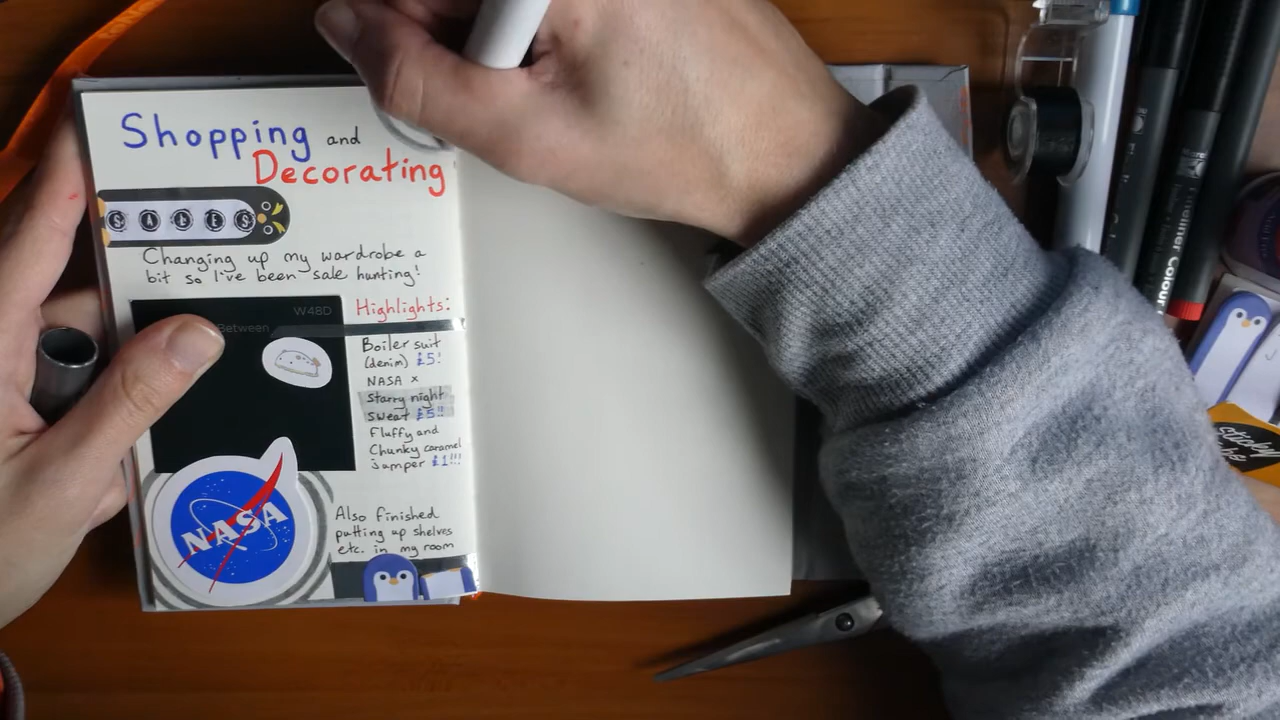 Shopping and
Decorating
SALES
Changing up my wardrobe a
bit so I've been sale hunting!
W48D
Between
Highlights:
Boiler suit
(denim) £5!
NASA x
Starry night
sweat £5!!
Fluffy and
Chunky caramel
jumper £1!!!
NASA
Also finished
putting up shelves
etc. in my room
sticky